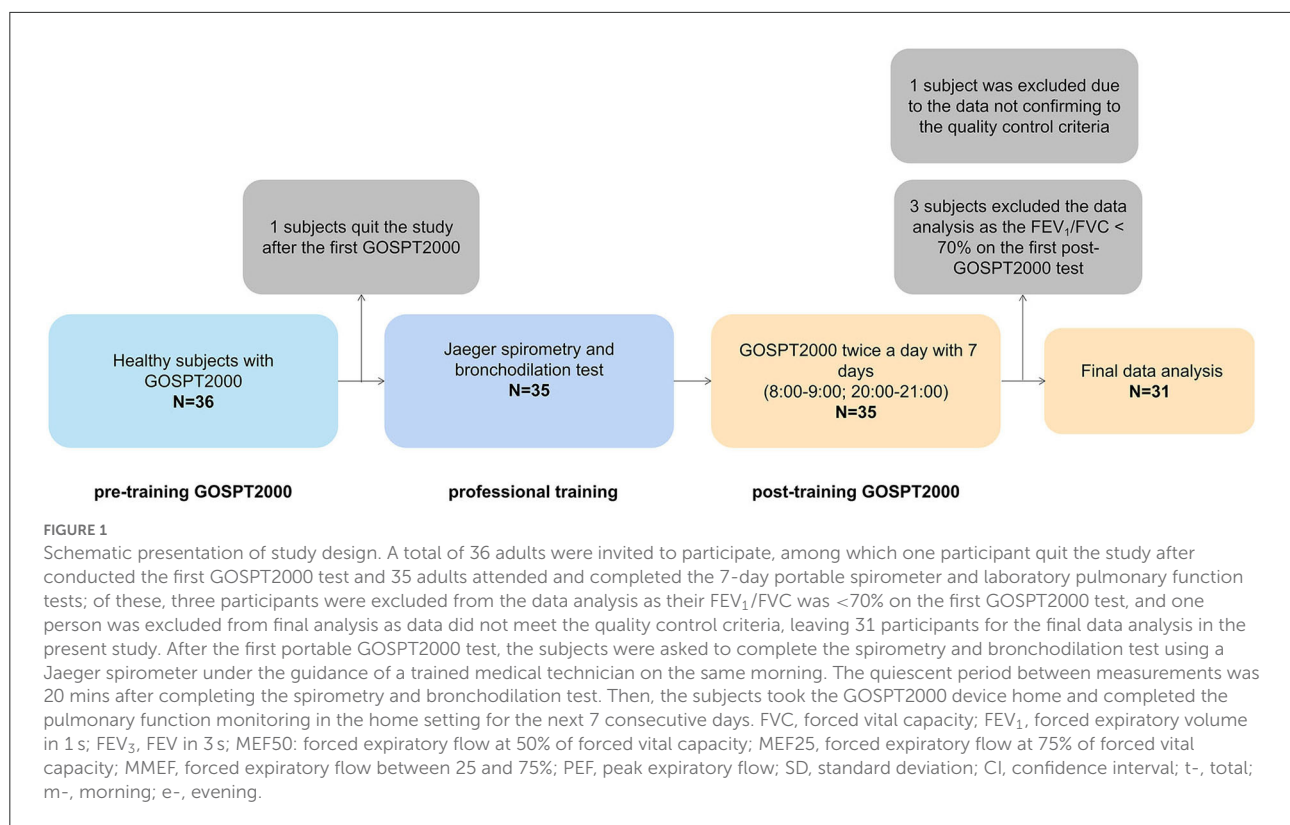 1 subject was excluded due
to the data not confirming to
the quality control criteria
1 subjects quit the study
after the first GOSPT2000
3 subjects excluded the data
analysis as the FEV₁/FVC <
70% on the first post-
GOSPT2000 test
Healthy subjects with
GOSPT2000
N=36
Jaeger spirometry and
bronchodilation test
N=35
GOSPT2000 twice a day with 7
days
(8:00-9:00; 20:00-21:00)
N=35
Final data analysis
N=31
pre-training GOSPT2000
professional training
post-training GOSPT2000
FIGURE 1
Schematic presentation of study design. A total of 36 adults were invited to participate, among which one participant quit the study after
conducted the first GOSPT2000 test and 35 adults attended and completed the 7-day portable spirometer and laboratory pulmonary function
tests; of these, three participants were excluded from the data analysis as their FEV₁/FVC was <70% on the first GOSPT2000 test, and one
person was excluded from final analysis as data did not meet the quality control criteria, leaving 31 participants for the final data analysis in the
present study. After the first portable GOSPT2000 test, the subjects were asked to complete the spirometry and bronchodilation test using a
Jaeger spirometer under the guidance of a trained medical technician on the same morning. The quiescent period between measurements was
20 mins after completing the spirometry and bronchodilation test. Then, the subjects took the GOSPT2000 device home and completed the
pulmonary function monitoring in the home setting for the next 7 consecutive days. FVC, forced vital capacity; FEV₁, forced expiratory volume
in 1 s; FEV₃, FEV in 3 s; MEF50: forced expiratory flow at 50% of forced vital capacity; MEF25, forced expiratory flow at 75% of forced vital
capacity; MMEF, forced expiratory flow between 25 and 75%; PEF, peak expiratory flow; SD, standard deviation; CI, confidence interval; t-, total;
m-, morning; e-, evening.